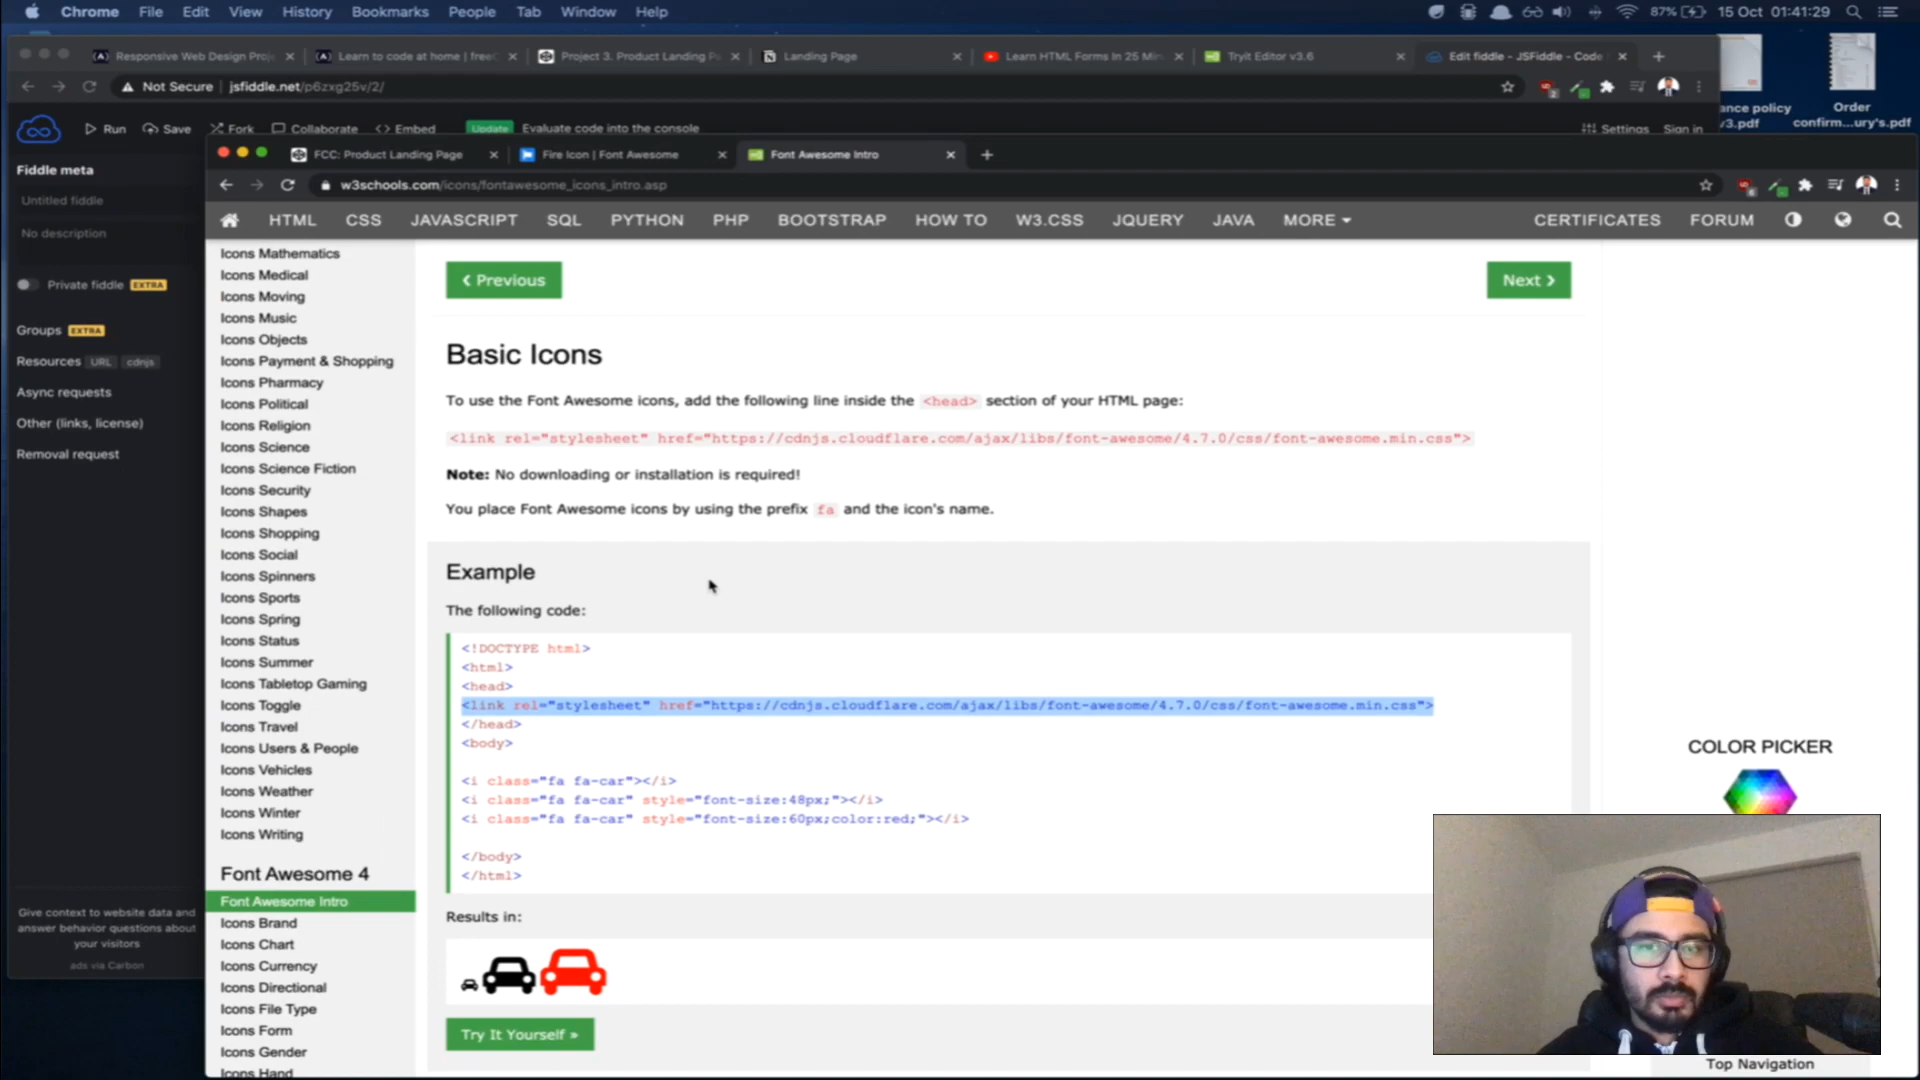 Chrome File Edit View History Bookmarks People Tab Window Help
87% 15 Oct 01:41:29
Responsive Web Design Proje
Learn to code at home | freeC
Project 3. Product Landing Pa
Landing Page
Learn HTML Forms In 25 Min
Tryit Editor v3.6
Edit fiddle - JSFiddle - Code
Not Secure | jsfiddle.net/p6zxg25v/2/
ance policy
v3.pdf
Order
confirm...ury's.pdf
Run Save Fork Collaborate Embed Update Evaluate code into the console Settings Sign in
Fiddle meta
Untitled fiddle
No description
Private fiddle EXTRA
Groups EXTRA
Resources URL cdnjs
Async requests
Other (links, license)
Removal request
Give context to website data and
answer behavior questions about
your visitors
ads via Carbon
FCC: Product Landing Page
Fire Icon | Font Awesome
Font Awesome Intro
w3schools.com/icons/fontawesome_icons_intro.asp
HTML CSS JAVASCRIPT SQL PYTHON PHP BOOTSTRAP HOW TO W3.CSS JQUERY JAVA MORE CERTIFICATES FORUM
Icons Mathematics
Icons Medical
Icons Moving
Icons Music
Icons Objects
Icons Payment & Shopping
Icons Pharmacy
Icons Political
Icons Religion
Icons Science
Icons Science Fiction
Icons Security
Icons Shapes
Icons Shopping
Icons Social
Icons Spinners
Icons Sports
Icons Spring
Icons Status
Icons Summer
Icons Tabletop Gaming
Icons Toggle
Icons Travel
Icons Users & People
Icons Vehicles
Icons Weather
Icons Winter
Icons Writing
Font Awesome 4
Font Awesome Intro
Icons Brand
Icons Chart
Icons Currency
Icons Directional
Icons File Type
Icons Form
Icons Gender
Icons Hand
❮ Previous
Next ❯
Basic Icons
To use the Font Awesome icons, add the following line inside the <head> section of your HTML page:
<link rel="stylesheet" href="https://cdnjs.cloudflare.com/ajax/libs/font-awesome/4.7.0/css/font-awesome.min.css">
Note: No downloading or installation is required!
You place Font Awesome icons by using the prefix fa and the icon's name.
Example
The following code:
<!DOCTYPE html>
<html>
<head>
<link rel="stylesheet" href="https://cdnjs.cloudflare.com/ajax/libs/font-awesome/4.7.0/css/font-awesome.min.css">
</head>
<body>
<i class="fa fa-car"></i>
<i class="fa fa-car" style="font-size:48px;"></i>
<i class="fa fa-car" style="font-size:60px;color:red;"></i>
</body>
</html>
Results in:
Try It Yourself »
COLOR PICKER
Top Navigation